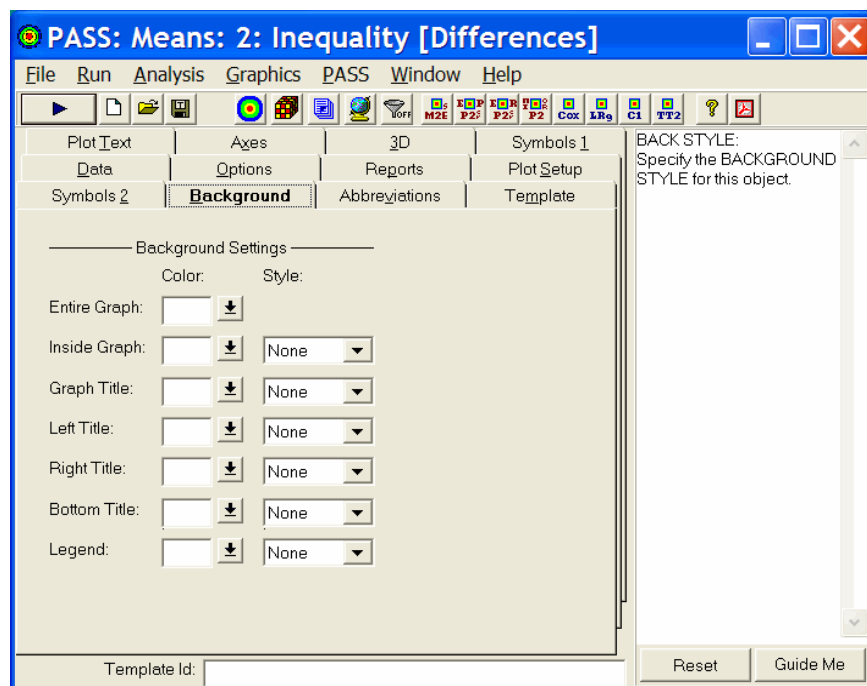 PASS: Means: 2: Inequality [Differences]
File Run Analysis Graphics PASS Window Help
OFF M2E P2 P2 P2 Cox LRg C1 TT2 ?
Plot Text Axes 3D Symbols 1
Data Options Reports Plot Setup
Symbols 2 Background Abbreviations Template
BACK STYLE:
Specify the BACKGROUND
STYLE for this object.
Background Settings
Color: Style:
Entire Graph:
Inside Graph: None
Graph Title: None
Left Title: None
Right Title: None
Bottom Title: None
Legend: None
Template Id:
Reset Guide Me